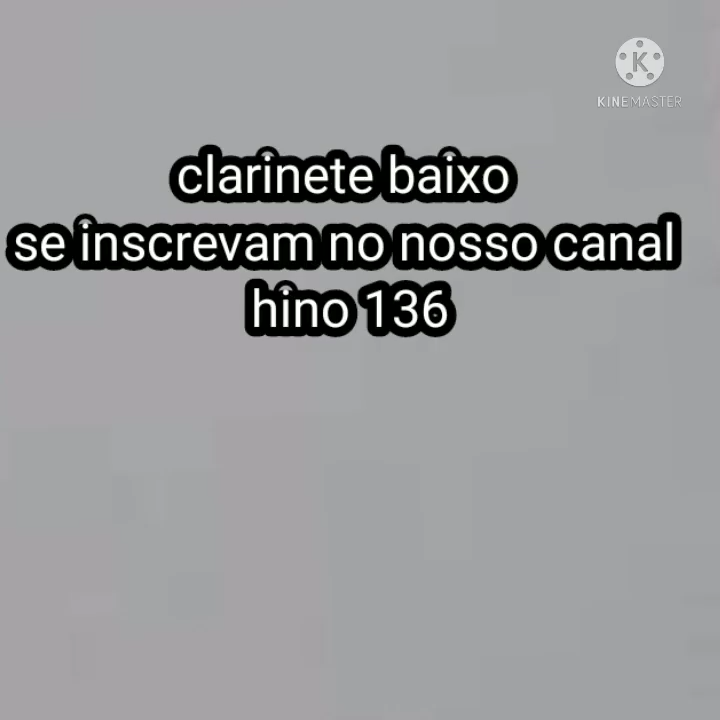 K
KINEMASTER
clarinete baixo
se inscrevam no nosso canal
hino 136